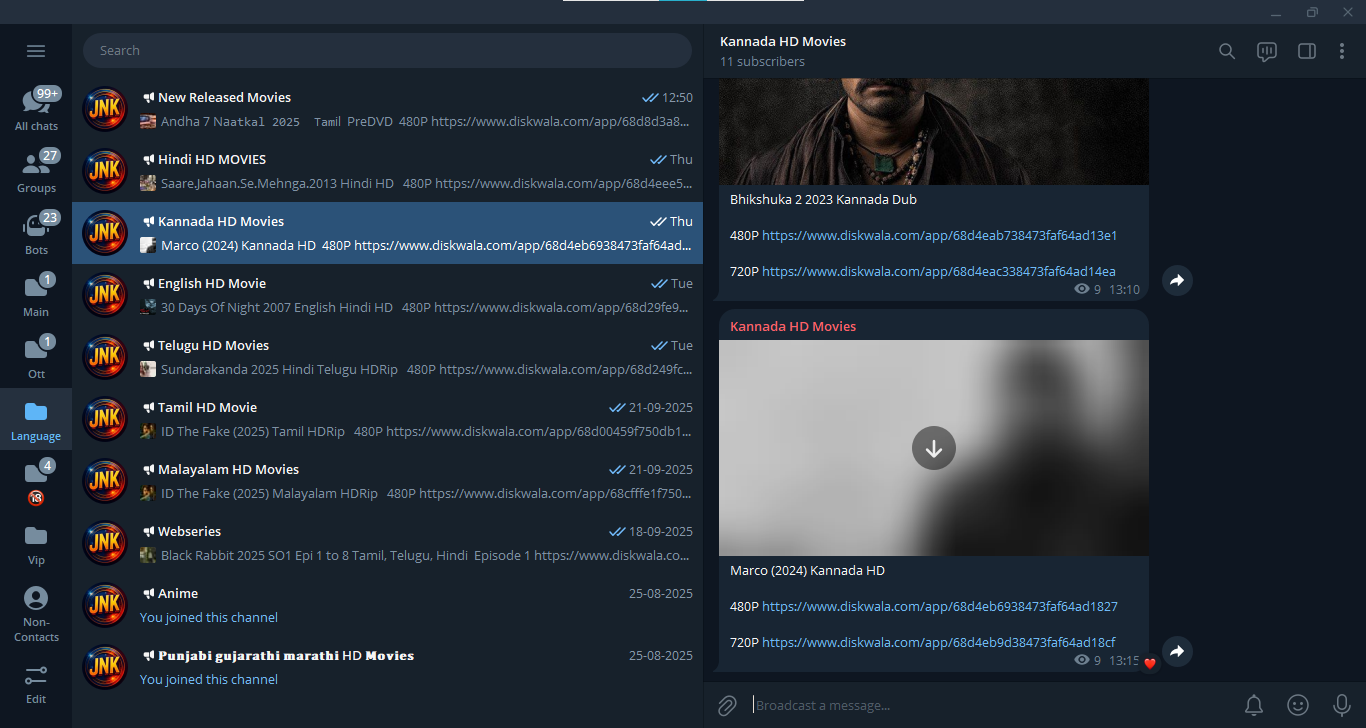 Search
99+
All chats
27
Groups
23
Bots
1
Main
1
Ott
Language
4
18
Vip
Non-
Contacts
Edit
JNK
New Released Movies
12:50
Andha 7 Naatkal 2025 Tamil PreDVD 480P https://www.diskwala.com/app/68d8d3a8...
JNK
Hindi HD MOVIES
Thu
Saare.Jahaan.Se.Mehnga.2013 Hindi HD 480P https://www.diskwala.com/app/68d4eee5...
JNK
Kannada HD Movies
Thu
Marco (2024) Kannada HD 480P https://www.diskwala.com/app/68d4eb6938473faf64ad...
JNK
English HD Movie
Tue
30 Days Of Night 2007 English Hindi HD 480P https://www.diskwala.com/app/68d29fe9...
JNK
Telugu HD Movies
Tue
Sundarakanda 2025 Hindi Telugu HDRip 480P https://www.diskwala.com/app/68d249fc...
JNK
Tamil HD Movie
21-09-2025
ID The Fake (2025) Tamil HDRip 480P https://www.diskwala.com/app/68d00459f750db1...
JNK
Malayalam HD Movies
21-09-2025
ID The Fake (2025) Malayalam HDRip 480P https://www.diskwala.com/app/68cfffe1f750...
JNK
Webseries
18-09-2025
Black Rabbit 2025 SO1 Epi 1 to 8 Tamil, Telugu, Hindi Episode 1 https://www.diskwala.co...
JNK
Anime
25-08-2025
You joined this channel
JNK
Punjabi gujarathi marathi HD Movies
25-08-2025
You joined this channel
Kannada HD Movies
11 subscribers
Bhikshuka 2 2023 Kannada Dub
480P https://www.diskwala.com/app/68d4eab738473faf64ad13e1
720P https://www.diskwala.com/app/68d4eac338473faf64ad14ea
9 13:10
Kannada HD Movies
Marco (2024) Kannada HD
480P https://www.diskwala.com/app/68d4eb6938473faf64ad1827
720P https://www.diskwala.com/app/68d4eb9d38473faf64ad18cf
9 13:15
Broadcast a message...